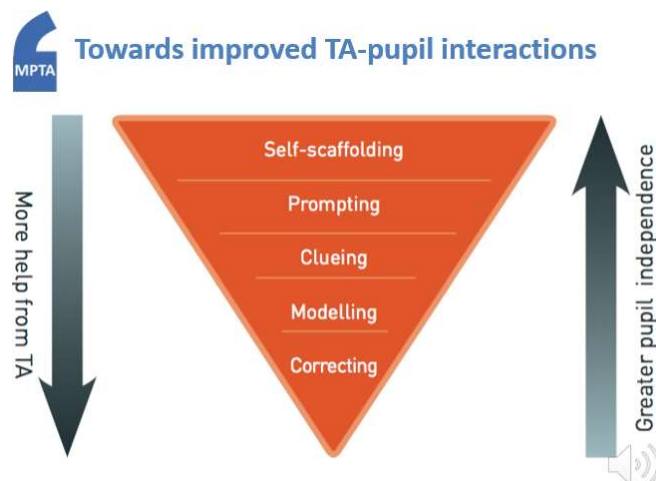 MPTA
Towards improved TA-pupil interactions
More help from TA
Self-scaffolding
Prompting
Clueing
Modelling
Correcting
Greater pupil independence